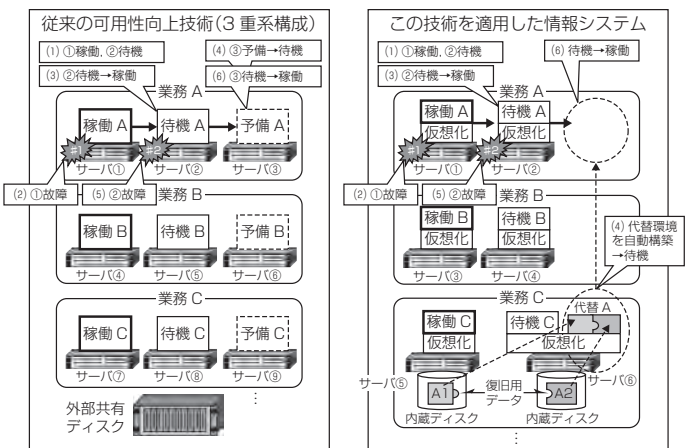 従来の可用性向上技術(3重系構成)
(1) ①稼働, ②待機
(4) ③予備→待機
(3) ②待機→稼働
(6) ③待機→稼働
業務 A
稼働 A
待機 A
予備 A
#1
#2
サーバ①
サーバ②
サーバ③
(2) ①故障
(5) ②故障
業務 B
稼働 B
待機 B
予備 B
サーバ④
サーバ⑤
サーバ⑥
業務 C
稼働 C
待機 C
予備 C
サーバ⑦
サーバ⑧
サーバ⑨
外部共有
ディスク
⋮
この技術を適用した情報システム
(1) ①稼働, ②待機
(6) 待機→稼働
(3) ②待機→稼働
業務 A
稼働 A
待機 A
仮想化
仮想化
#1
#2
サーバ①
サーバ②
(2) ①故障
(5) ②故障
業務 B
稼働 B
待機 B
仮想化
仮想化
サーバ③
サーバ④
(4) 代替環境
を自動構築
→待機
業務 C
代替 A
稼働 C
待機 C
仮想化
仮想化
サーバ⑤
サーバ⑥
A1
復旧用
データ
A2
内蔵ディスク
内蔵ディスク
⋮